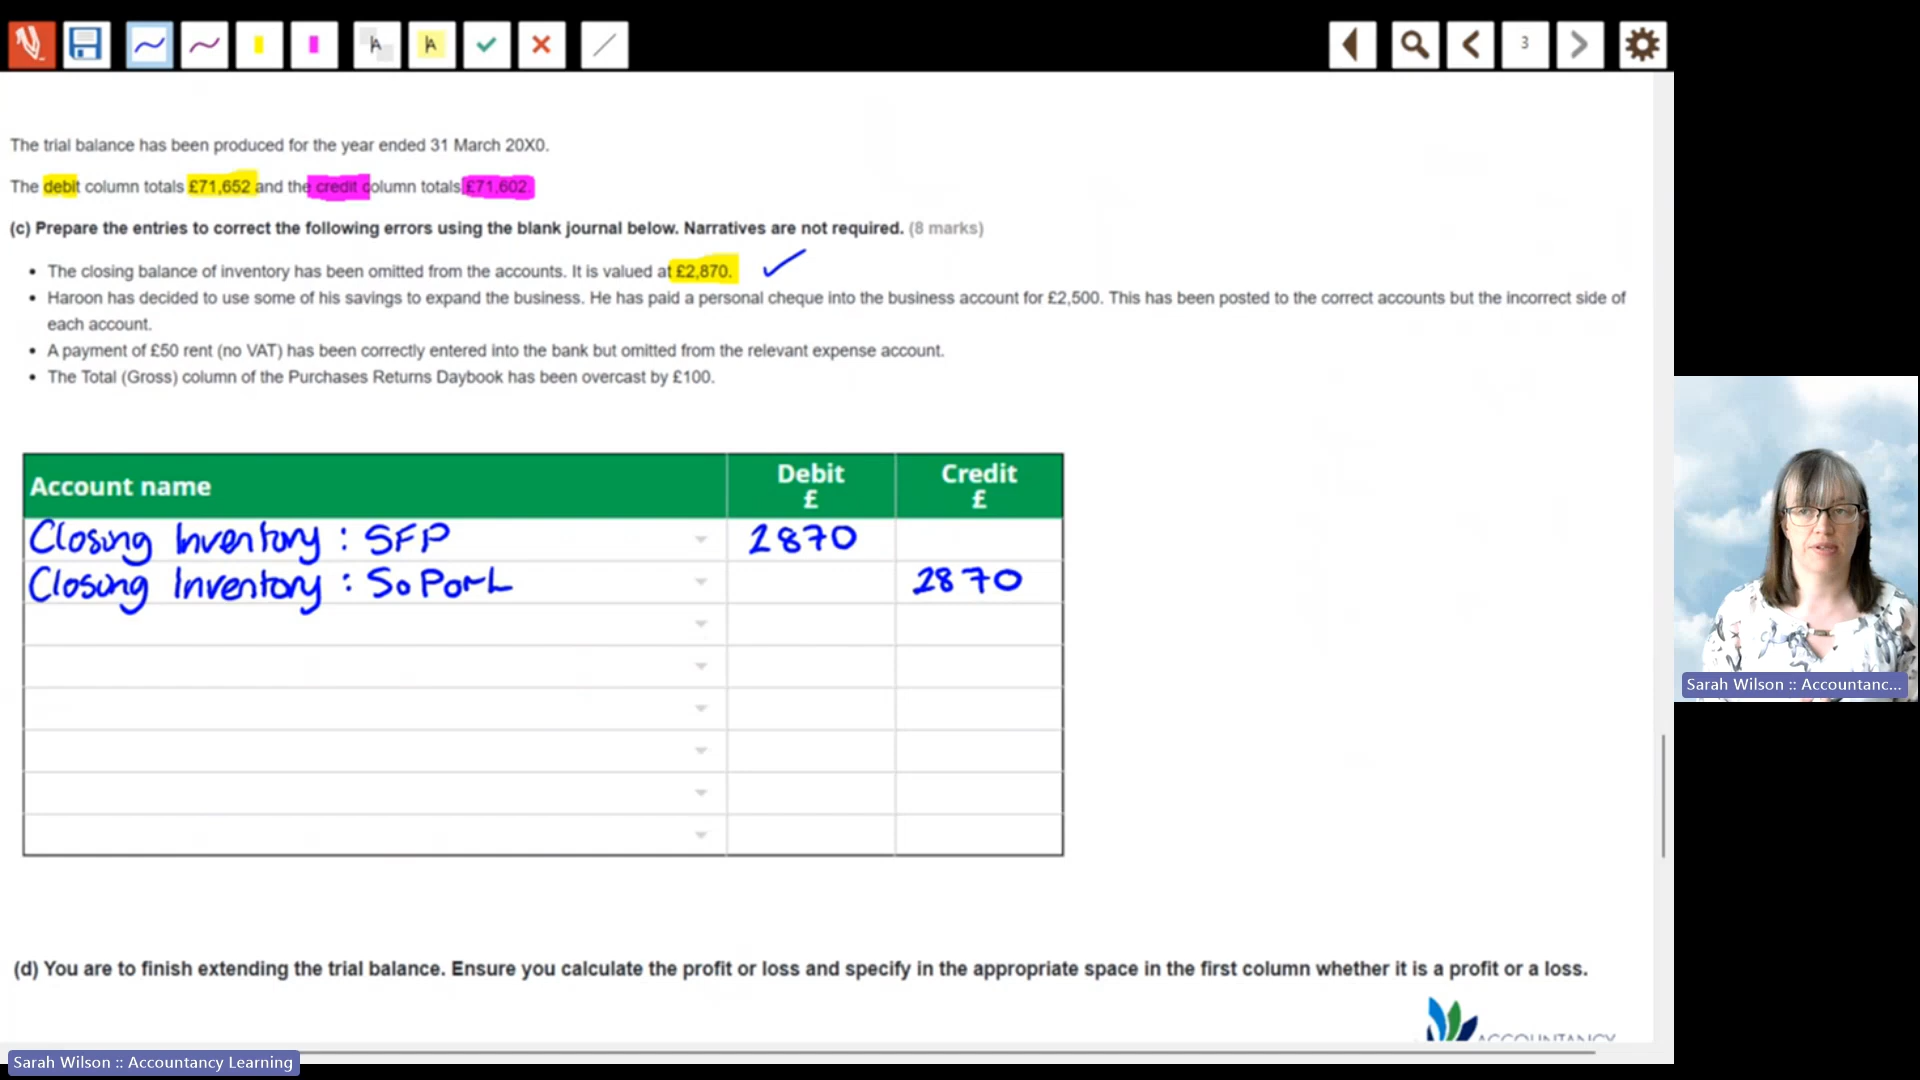 3
The trial balance has been produced for the year ended 31 March 20X0.
The debit column totals £71,652 and the credit column totals £71,602.
(c) Prepare the entries to correct the following errors using the blank journal below. Narratives are not required. (8 marks)
• The closing balance of inventory has been omitted from the accounts. It is valued at £2,870.
• Haroon has decided to use some of his savings to expand the business. He has paid a personal cheque into the business account for £2,500. This has been posted to the correct accounts but the incorrect side of
each account.
• A payment of £50 rent (no VAT) has been correctly entered into the bank but omitted from the relevant expense account.
• The Total (Gross) column of the Purchases Returns Daybook has been overcast by £100.
Account name Debit £ Credit £
Closing Inventory : SFP 2870
Closing Inventory : SoPorL 2870
(d) You are to finish extending the trial balance. Ensure you calculate the profit or loss and specify in the appropriate space in the first column whether it is a profit or a loss.
ACCOUNTANCY
Sarah Wilson :: Accountanc...
Sarah Wilson :: Accountancy Learning